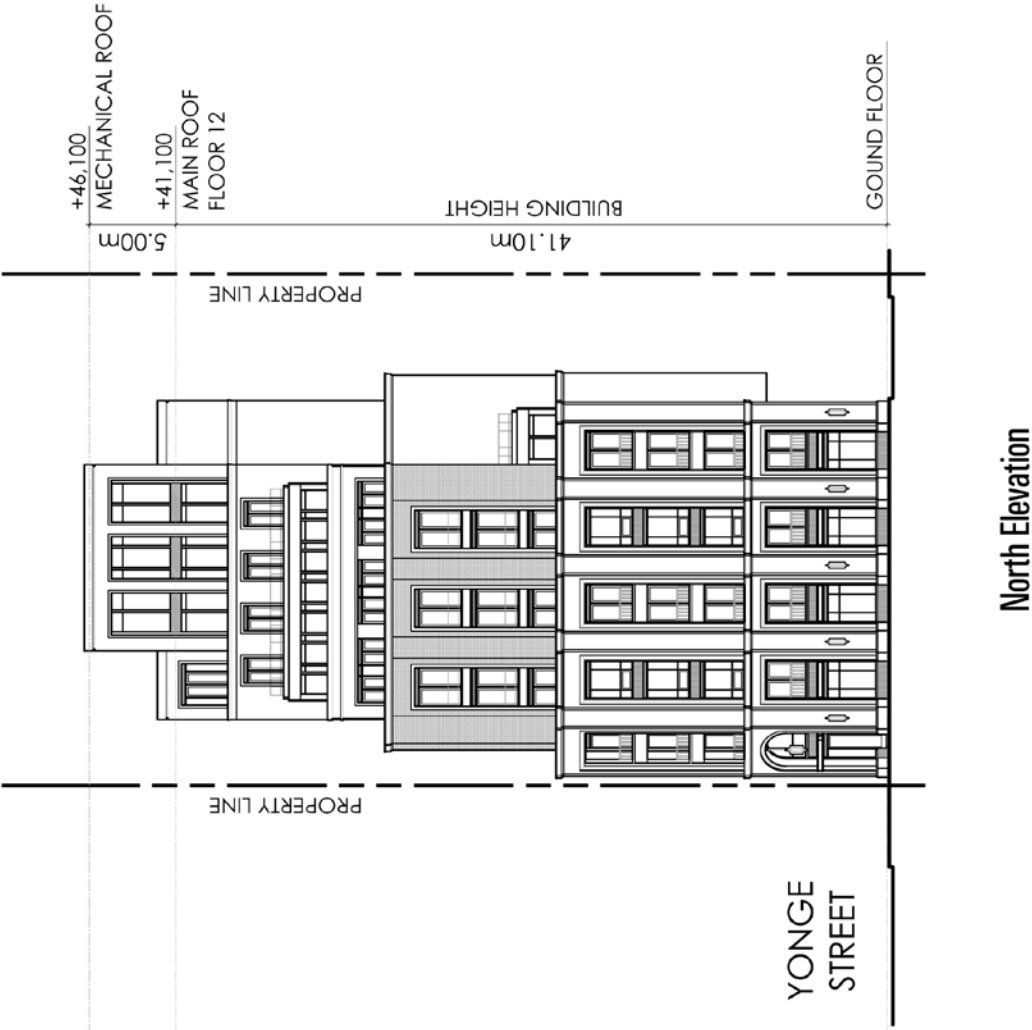 +46,100
MECHANICAL ROOF
+41,100
MAIN ROOF
FLOOR 12
5.00m
41.10m
BUILDING HEIGHT
GOUND FLOOR
PROPERTY LINE
PROPERTY LINE
YONGE
STREET
North Elevation